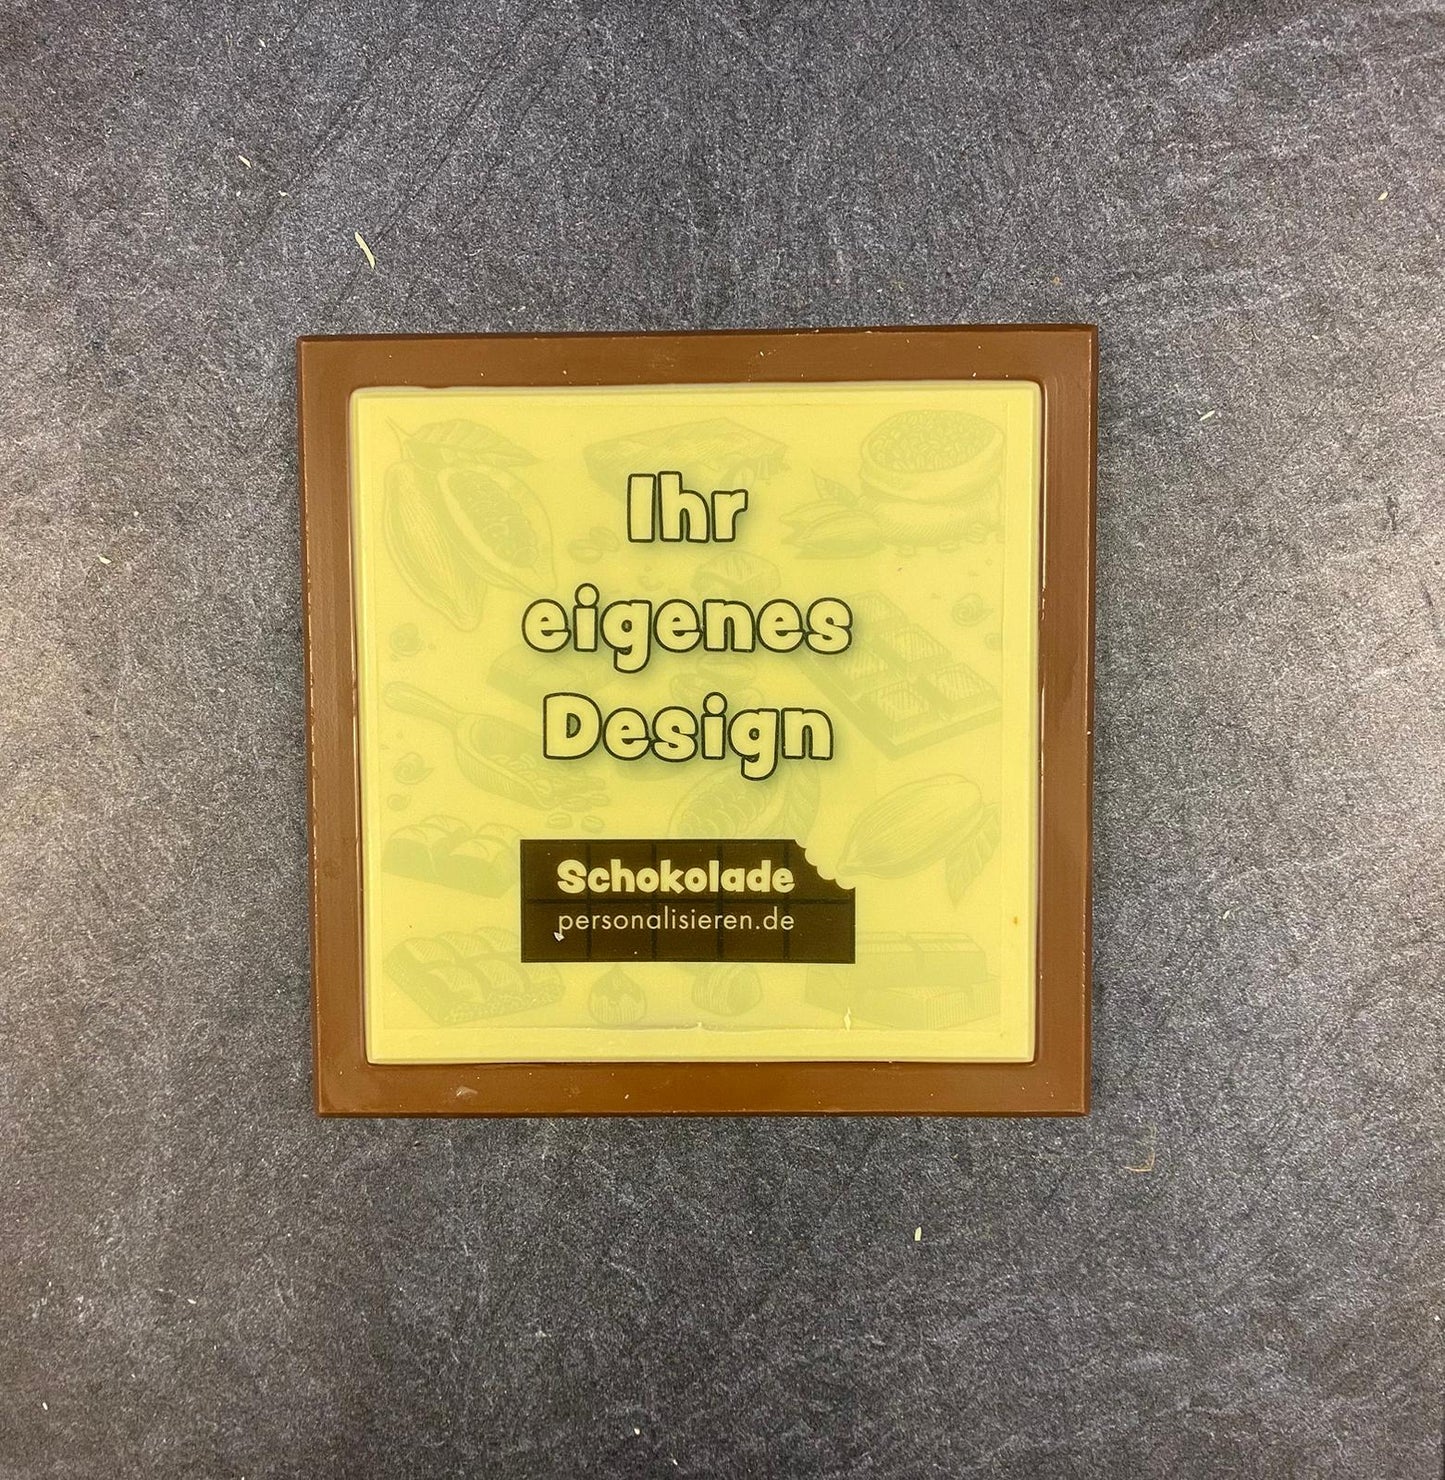 Ihr
eigenes
Design
Schokolade
personalisieren.de